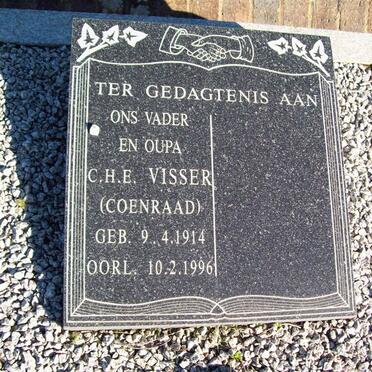 TER GEDAGTENIS AAN
ONS VADER
EN OUPA
C.H.E. VISSER
(COENRAAD)
GEB. 9.4.1914
OORL. 10.2.1996